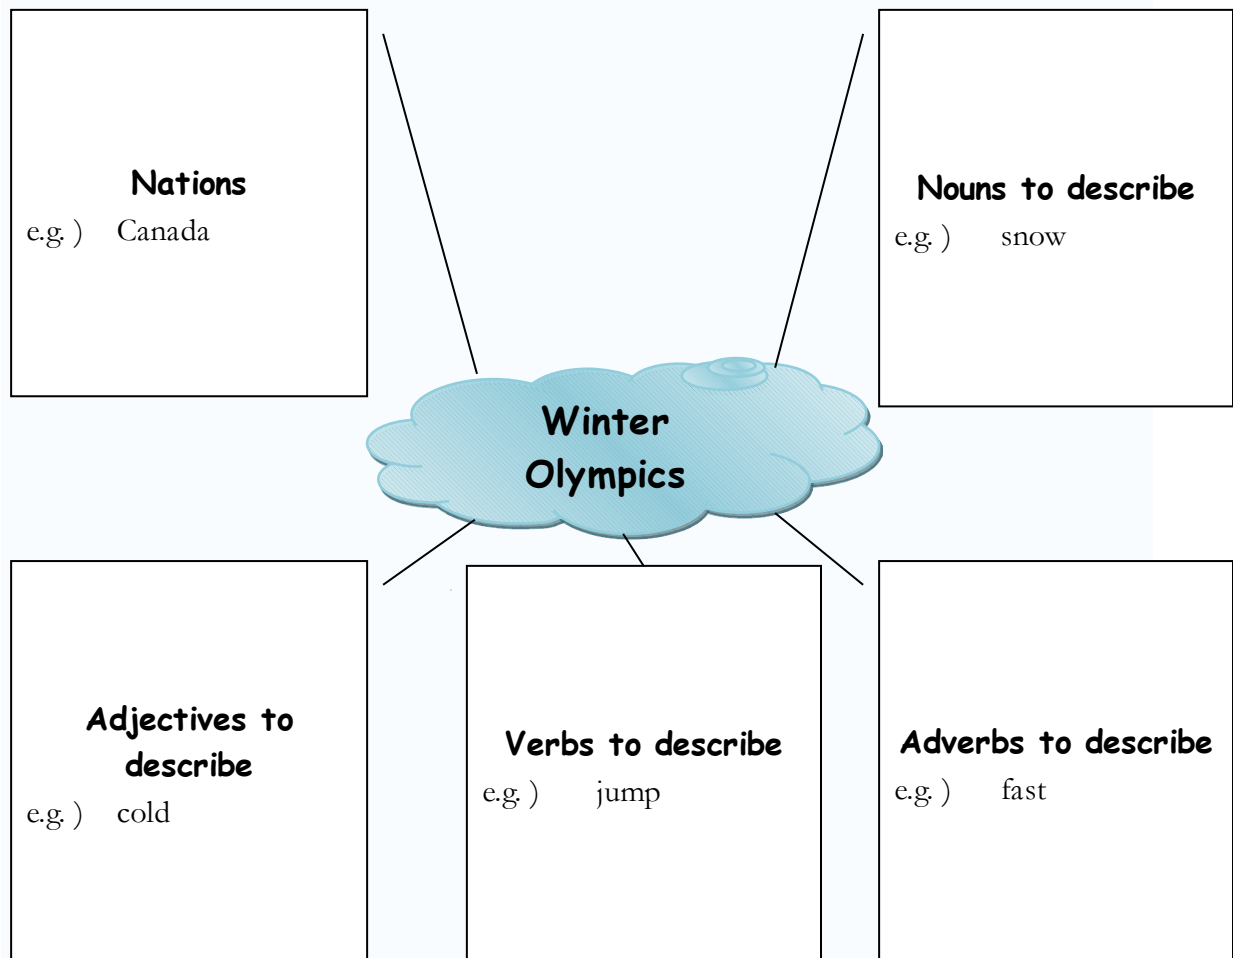 Nations
e.g. ) Canada
Nouns to describe
e.g. ) snow
Winter
Olympics
Adjectives to
describe
e.g. ) cold
Verbs to describe
e.g. ) jump
Adverbs to describe
e.g. ) fast